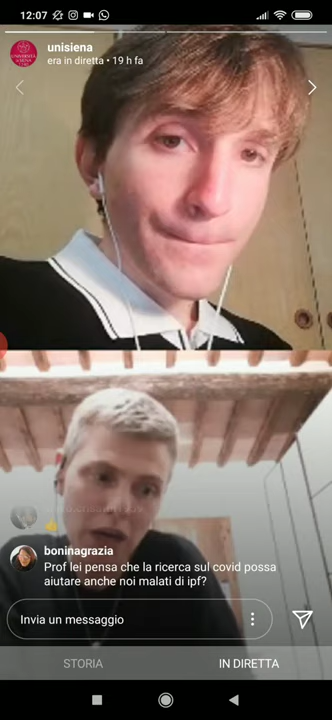 12:07
unisiena
era in diretta • 19 h fa
boninagrazia
Prof lei pensa che la ricerca sul covid possa
aiutare anche noi malati di ipf?
Invia un messaggio
STORIA
IN DIRETTA